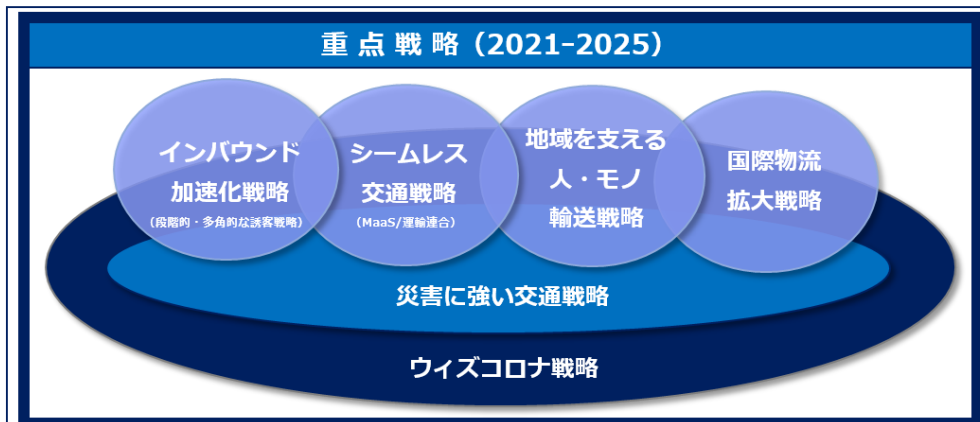 重点戦略（2021-2025）
インバウンド
加速化戦略
（段階的・多角的な誘客戦略）
シームレス
交通戦略
（MaaS/運輸連合）
地域を支える
人・モノ
輸送戦略
国際物流
拡大戦略
災害に強い交通戦略
ウィズコロナ戦略